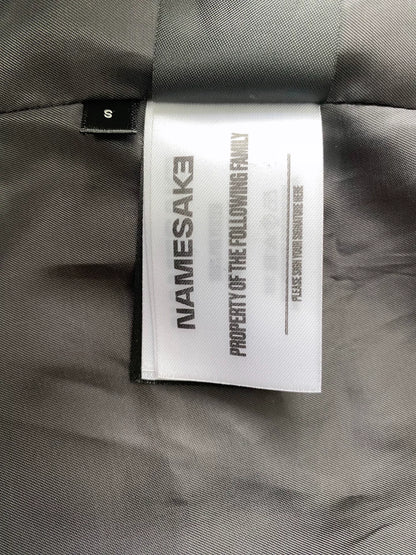 S
NAMESAKE
PROPERTY OF THE FOLLOWING FAMILY
PLEASE SIGN YOUR SIGNATURE HERE